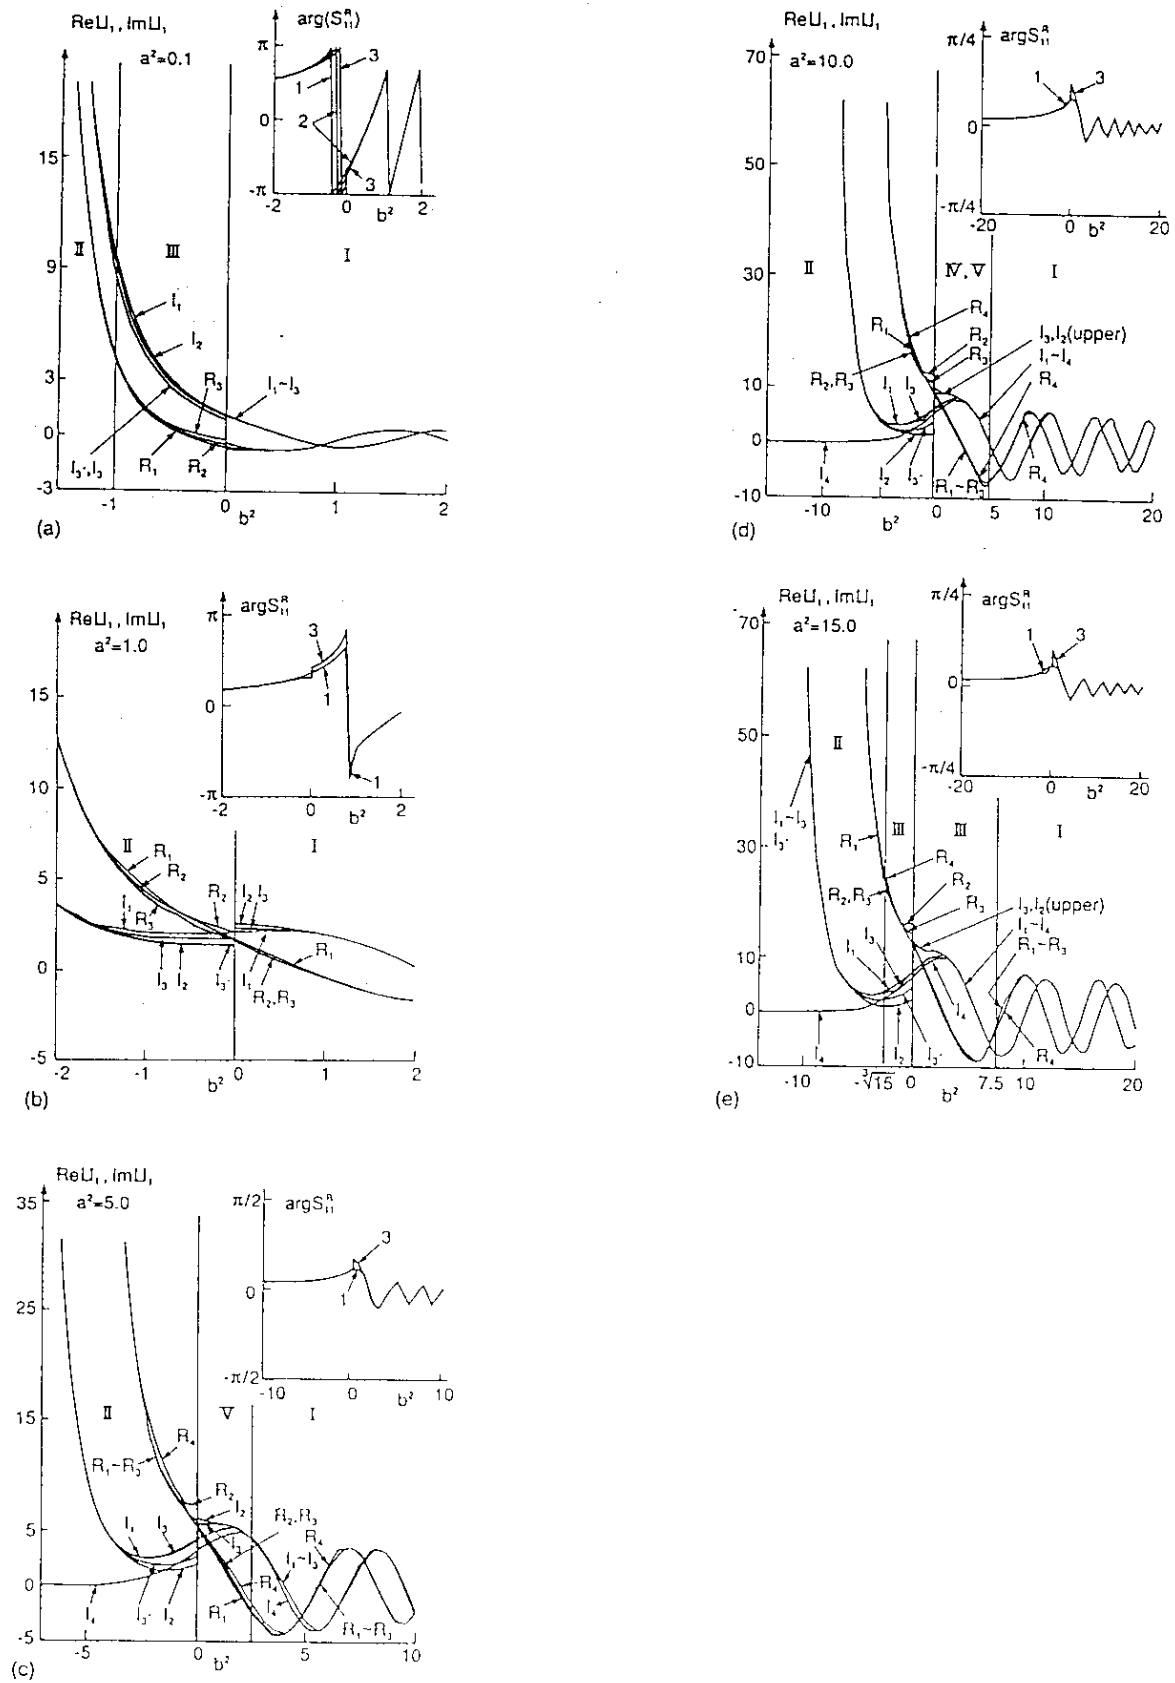 ReU₁, ImU₁
a²=0.1
15
9
3
0
-3
II
III
I
I₁
I₂
R₃
I₁~I₃
I₃-,I₃
R₁
R₂
-1
0
1
2
b²
(a)
arg(S₁₁ᴿ)
π
0
-π
1
2
3
3
-2
0
2
b²
ReU₁, ImU₁
a²=1.0
15
10
5
0
-5
II
I
R₁
R₂
R₃
R₂
I₂
I₃
I₃
I₂
I₃-
I₁
R₂,R₃
R₁
-2
-1
0
1
2
b²
(b)
argS₁₁ᴿ
π
0
-π
3
1
1
-2
0
2
b²
ReU₁, ImU₁
a²=5.0
35
25
15
5
0
-5
II
V
I
R₄
R₁~R₃
R₂
I₂
R₂,R₃
I₁
I₃
I₃
R₄
I₁~I₃
R₄
I₄
R₁
I₄
I₃-
I₂
R₁~R₃
-5
0
5
10
b²
(c)
π/2
argS₁₁ᴿ
0
-π/2
3
1
-10
0
10
b²
ReU₁, ImU₁
a²=10.0
70
50
30
10
0
-10
II
IV, V
I
R₄
R₁
R₂
R₃
I₃,I₂(upper)
I₁~I₄
R₄
R₂,R₃
I₁
I₃
I₄
I₂
I₃-
R₄
-10
0
5
10
20
b²
(d)
π/4
argS₁₁ᴿ
0
-π/4
1
3
-20
0
20
b²
ReU₁, ImU₁
a²=15.0
70
50
30
10
0
-10
II
III
III
I
I₁~I₃
I₃-
R₁
R₄
R₂,R₃
R₂
R₃
I₃,I₂(upper)
I₁~I₄
R₁~R₃
I₁
I₃
I₄
I₄
I₂
I₃-
R₄
-10
-∛15
0
7.5
10
20
b²
(e)
π/4
argS₁₁ᴿ
0
-π/4
1
3
-20
0
20
b²